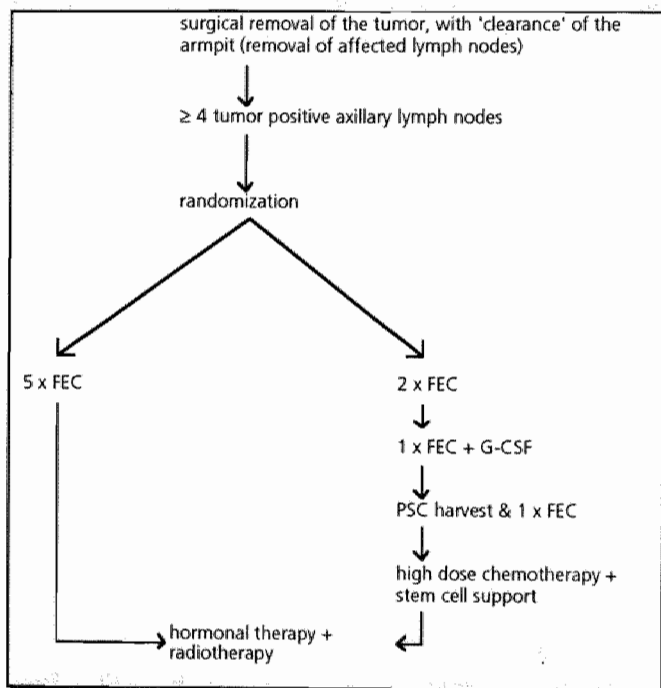 surgical removal of the tumor, with 'clearance' of the
armpit (removal of affected lymph nodes)
≥ 4 tumor positive axillary lymph nodes
randomization
5 x FEC
2 x FEC
1 x FEC + G-CSF
PSC harvest & 1 x FEC
high dose chemotherapy +
stem cell support
hormonal therapy +
radiotherapy